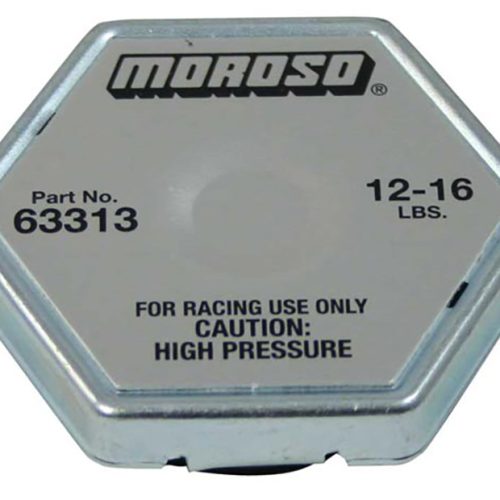 MOROSO®
Part No.
63313
12-16
LBS.
FOR RACING USE ONLY
CAUTION:
HIGH PRESSURE